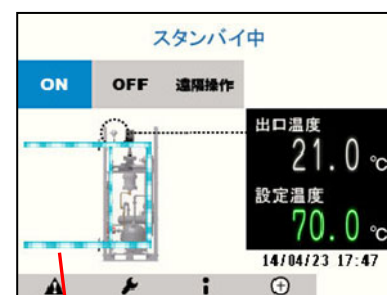 スタンバイ中
ON OFF 遠隔操作
出口温度
21.0 ℃
設定温度
70.0 ℃
14/04/23 17:47